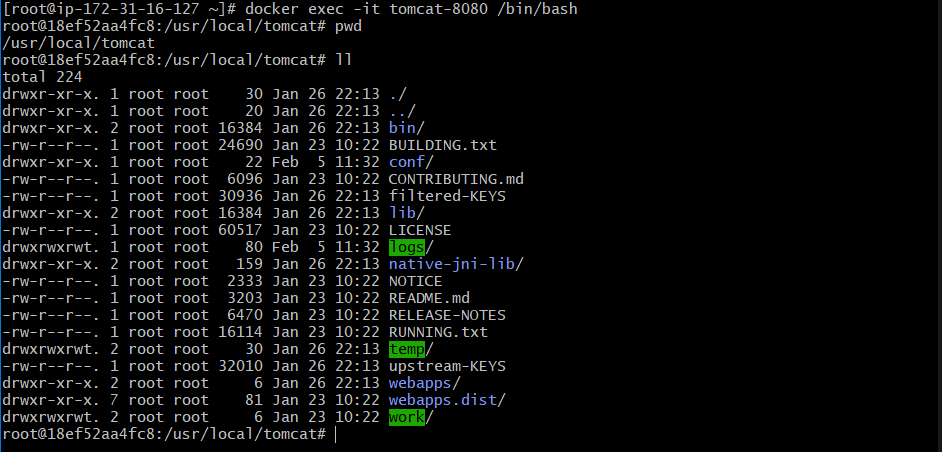 [root@ip-172-31-16-127 ~]# docker exec -it tomcat-8080 /bin/bash
root@18ef52aa4fc8:/usr/local/tomcat# pwd
/usr/local/tomcat
root@18ef52aa4fc8:/usr/local/tomcat# ll
total 224
drwxr-xr-x. 1 root root    30 Jan 26 22:13 ./
drwxr-xr-x. 1 root root    20 Jan 26 22:13 ../
drwxr-xr-x. 2 root root 16384 Jan 26 22:13 bin/
-rw-r--r--. 1 root root 24690 Jan 23 10:22 BUILDING.txt
drwxr-xr-x. 1 root root    22 Feb  5 11:32 conf/
-rw-r--r--. 1 root root  6096 Jan 23 10:22 CONTRIBUTING.md
-rw-r--r--. 1 root root 30936 Jan 26 22:13 filtered-KEYS
drwxr-xr-x. 2 root root 16384 Jan 26 22:13 lib/
-rw-r--r--. 1 root root 60517 Jan 23 10:22 LICENSE
drwxrwxrwt. 1 root root    80 Feb  5 11:32 logs/
drwxr-xr-x. 2 root root   159 Jan 26 22:13 native-jni-lib/
-rw-r--r--. 1 root root  2333 Jan 23 10:22 NOTICE
-rw-r--r--. 1 root root  3203 Jan 23 10:22 README.md
-rw-r--r--. 1 root root  6470 Jan 23 10:22 RELEASE-NOTES
-rw-r--r--. 1 root root 16114 Jan 23 10:22 RUNNING.txt
drwxrwxrwt. 2 root root    30 Jan 26 22:13 temp/
-rw-r--r--. 1 root root 32010 Jan 26 22:13 upstream-KEYS
drwxr-xr-x. 2 root root     6 Jan 26 22:13 webapps/
drwxr-xr-x. 7 root root    81 Jan 23 10:22 webapps.dist/
drwxrwxrwt. 2 root root     6 Jan 23 10:22 work/
root@18ef52aa4fc8:/usr/local/tomcat#